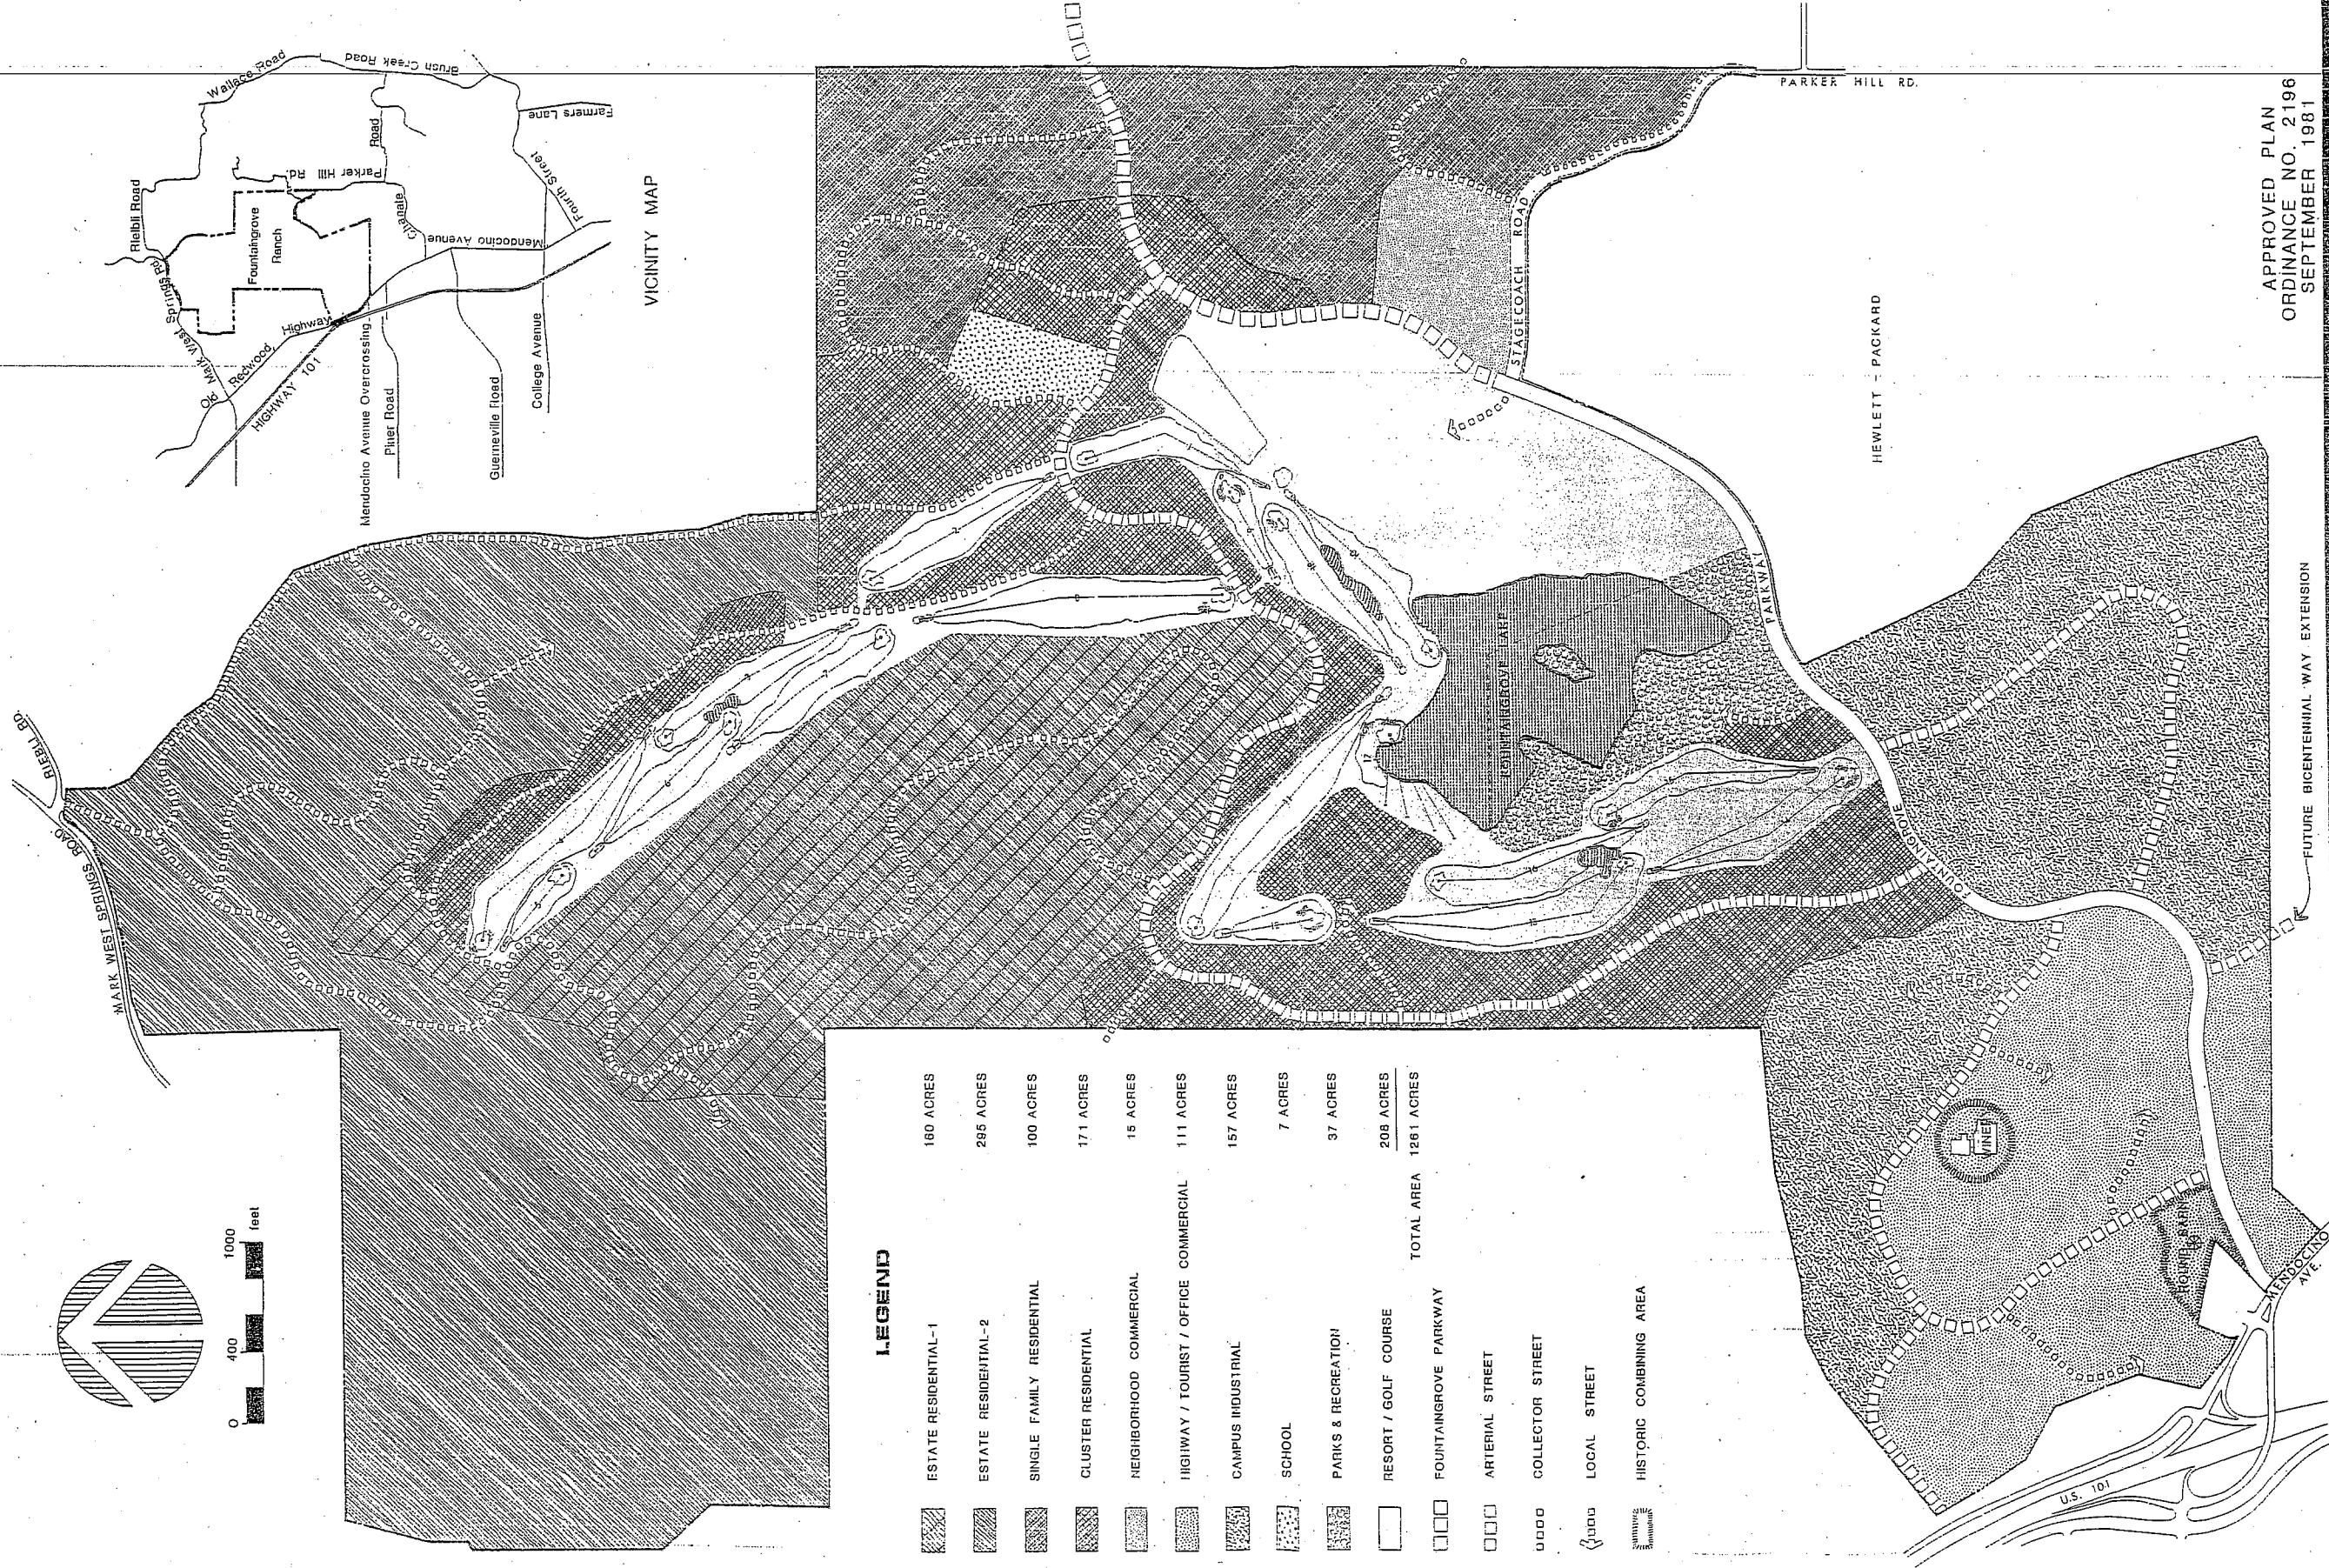 Wallace Road
Brush Creek Road
Rielbli Road
Road
Farmers Lane
Parker Hill Rd.
Fountaingrove
Ranch
Chanate
Fourth Street
Mendocino Avenue
Mark West Springs Rd
Old Redwood Highway
HIGHWAY 101
Mendocino Avenue Overcrossing
Piner Road
Guerneville Road
College Avenue
VICINITY MAP
PARKER HILL RD.
APPROVED PLAN
ORDINANCE NO. 2196
SEPTEMBER 1981
STAGECOACH ROAD
HEWLETT - PACKARD
FOUNTAINGROVE PARKWAY
FOUNTAINGROVE LAKE
FUTURE BICENTENNIAL WAY EXTENSION
RIEBLI RD.
MARK WEST SPRINGS ROAD
0 400 1000
feet
LEGEND
ESTATE RESIDENTIAL-1 160 ACRES
ESTATE RESIDENTIAL-2 295 ACRES
SINGLE FAMILY RESIDENTIAL 100 ACRES
CLUSTER RESIDENTIAL 171 ACRES
NEIGHBORHOOD COMMERCIAL 15 ACRES
HIGHWAY / TOURIST / OFFICE COMMERCIAL 111 ACRES
CAMPUS INDUSTRIAL 157 ACRES
SCHOOL 7 ACRES
PARKS & RECREATION 37 ACRES
RESORT / GOLF COURSE 208 ACRES
TOTAL AREA 1261 ACRES
FOUNTAINGROVE PARKWAY
ARTERIAL STREET
COLLECTOR STREET
LOCAL STREET
HISTORIC COMBINING AREA
WINERY
ROUND BARN
MENDOCINO
AVE.
U.S. 101